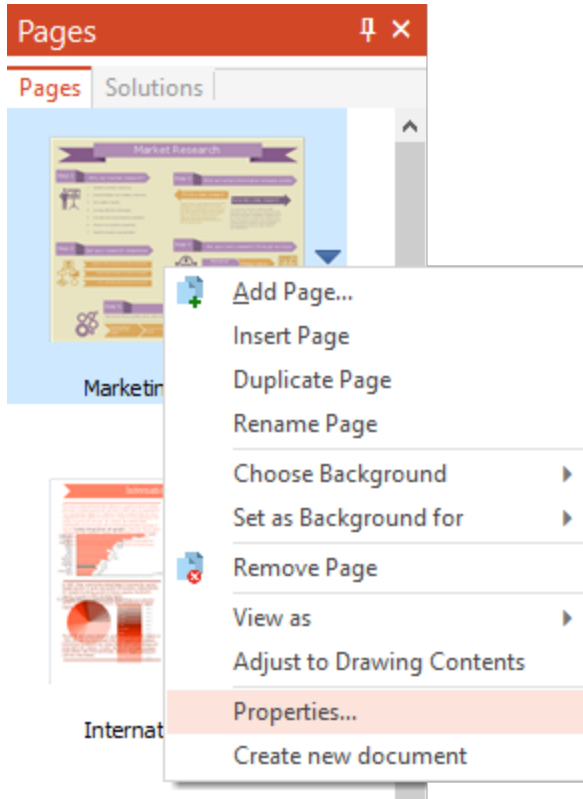 Pages
Pages Solutions
Market Research
Marketin
Add Page...
Insert Page
Duplicate Page
Rename Page
Choose Background
Set as Background for
Remove Page
View as
Adjust to Drawing Contents
Internat
Properties...
Create new document